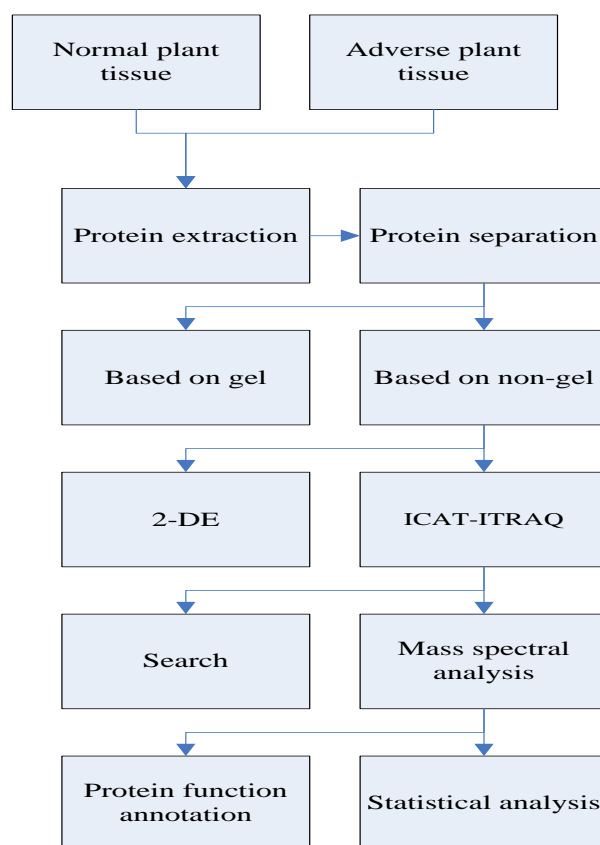 Normal plant
tissue
Adverse plant
tissue
Protein extraction
Protein separation
Based on gel
Based on non-gel
2-DE
ICAT-ITRAQ
Search
Mass spectral
analysis
Protein function
annotation
Statistical analysis